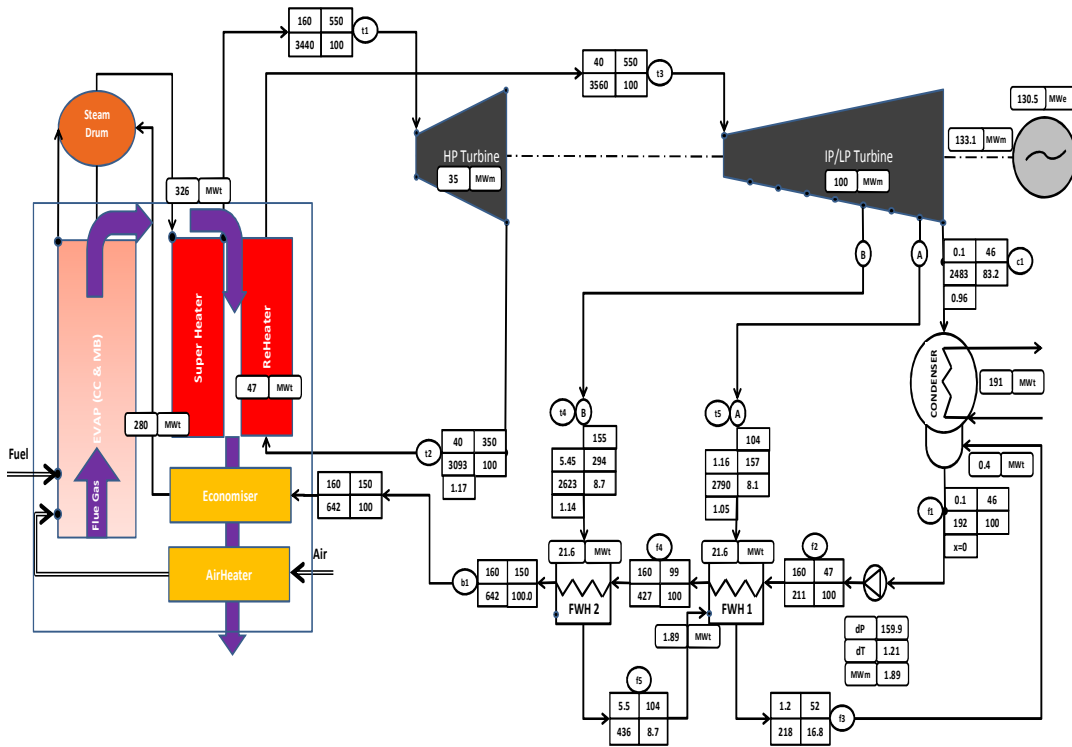 160 550
3440 100
t1
40 550
3560 100
t3
130.5 MWe
133.1 MWm
Steam
Drum
HP Turbine
35 MWm
IP/LP Turbine
100 MWm
326 MWt
B
A
0.1 46
2483 83.2
0.96
c1
EVAP (CC & MB)
Flue Gas
Super Heater
ReHeater
47 MWt
280 MWt
CONDENSER
191 MWt
0.4 MWt
t4
B
155
5.45 294
2623 8.7
1.14
t5
A
104
1.16 157
2790 8.1
1.05
t2
40 350
3093 100
1.17
Fuel
Economiser
160 150
642 100
f1
0.1 46
192 100
x=0
AirHeater
Air
b1
160 150
642 100.0
21.6 MWt
FWH 2
f4
160 99
427 100
21.6 MWt
FWH 1
f2
160 47
211 100
1.89 MWt
dP 159.9
dT 1.21
MWm 1.89
f5
5.5 104
436 8.7
1.2 52
218 16.8
f3